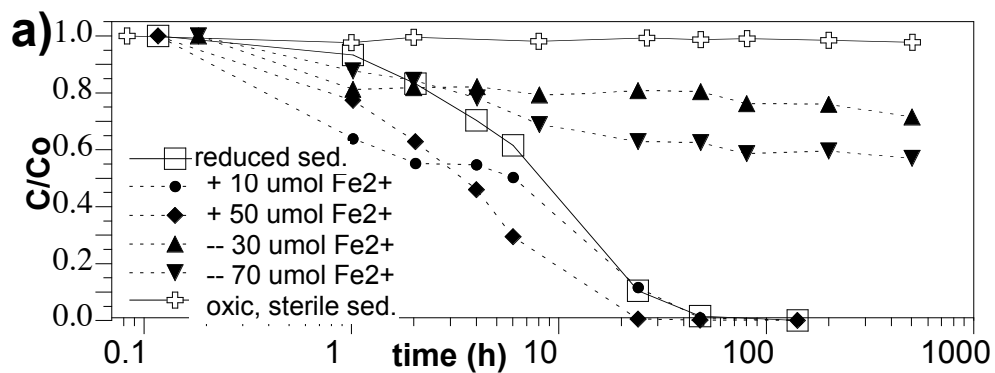 a)
1.0
0.8
0.6
0.4
0.2
0.0
C/Co
reduced sed.
+ 10 umol Fe2+
+ 50 umol Fe2+
-- 30 umol Fe2+
-- 70 umol Fe2+
oxic, sterile sed.
0.1 1 10 100 1000
time (h)